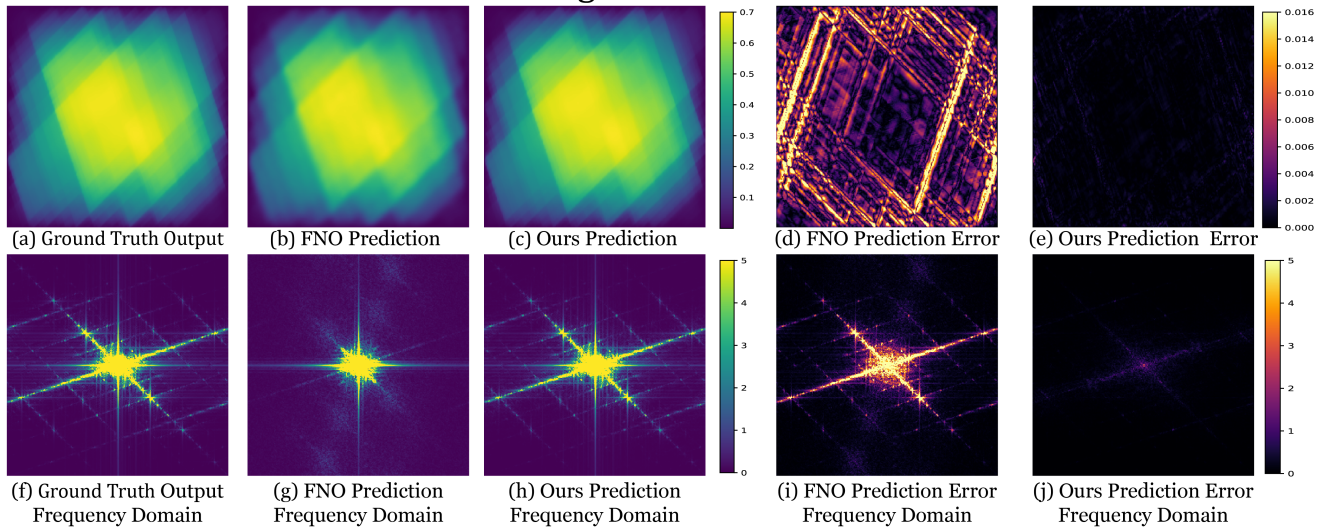 0.7
0.6
0.5
0.4
0.3
0.2
0.1
0.016
0.014
0.012
0.010
0.008
0.006
0.004
0.002
0.000
(a) Ground Truth Output
(b) FNO Prediction
(c) Ours Prediction
(d) FNO Prediction Error
(e) Ours Prediction Error
5
4
3
2
1
0
5
4
3
2
1
0
(f) Ground Truth Output
Frequency Domain
(g) FNO Prediction
Frequency Domain
(h) Ours Prediction
Frequency Domain
(i) FNO Prediction Error
Frequency Domain
(j) Ours Prediction Error
Frequency Domain